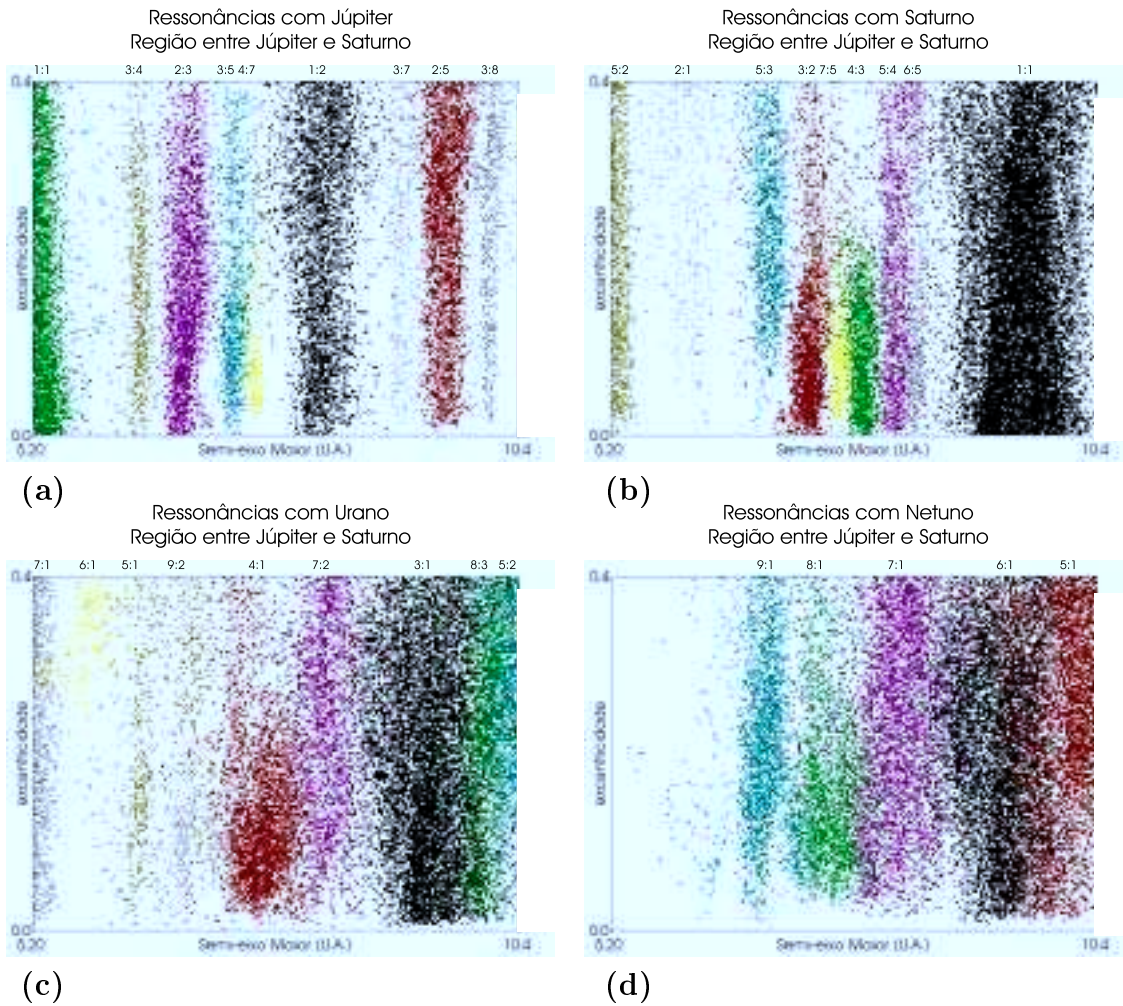 Ressonâncias com Júpiter
Região entre Júpiter e Saturno
1:1 3:4 2:3 3:5 4:7 1:2 3:7 2:5 3:8
0.4
excentricidade
0.0
5.20 Semi-eixo Maior (U.A.) 10.4
(a)
Ressonâncias com Saturno
Região entre Júpiter e Saturno
5:2 2:1 5:3 3:2 7:5 4:3 5:4 6:5 1:1
0.4
excentricidade
0.0
5.20 Semi-eixo Maior (U.A.) 10.4
(b)
Ressonâncias com Urano
Região entre Júpiter e Saturno
7:1 6:1 5:1 9:2 4:1 7:2 3:1 8:3 5:2
0.4
excentricidade
0.0
5.20 Semi-eixo Maior (U.A.) 10.4
(c)
Ressonâncias com Netuno
Região entre Júpiter e Saturno
9:1 8:1 7:1 6:1 5:1
0.4
excentricidade
0.0
5.20 Semi-eixo Maior (U.A.) 10.4
(d)